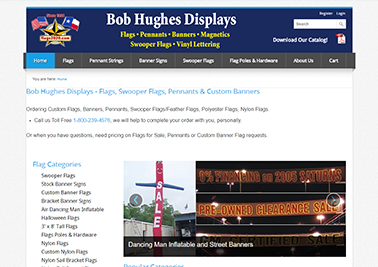 Bob Hughes Displays
Register Login
Flags • Pennants • Banners • Magnetics
Swooper Flags • Vinyl Lettering
Search
Download Our Catalog!
Home Flags Pennant Strings Banner Signs Swooper Flags Flag Poles & Hardware About Us Cart
You are here: Home
Bob Hughes Displays - Flags, Swooper Flags, Pennants & Custom Banners
Ordering Custom Flags, Banners, Pennants, Swooper Flags/Feather Flags, Polyester Flags, Nylon Flags.
• Call us Toll Free 1-800-239-4576, we will help to complete your order with you, personally.
Or when you have questions, need pricing on Flags for Sale, Pennants or Custom Banner Flag requests.
Flag Categories
Swooper Flags
Stock Banner Signs
Custom Banner Flags
Bracket Banner Signs
Air Dancing Man Inflatable
Halloween Flags
3' x 8' Tall Flags
Flags Poles & Hardware
Nylon Flags
Custom Nylon Flags
Nylon Sail Bracket Flags
SALE
0% FINANCING on 2005 SATURNS
PRE-OWNED CLEARANCE SALE
Dancing Man Inflatable and Street Banners
Popular Categories